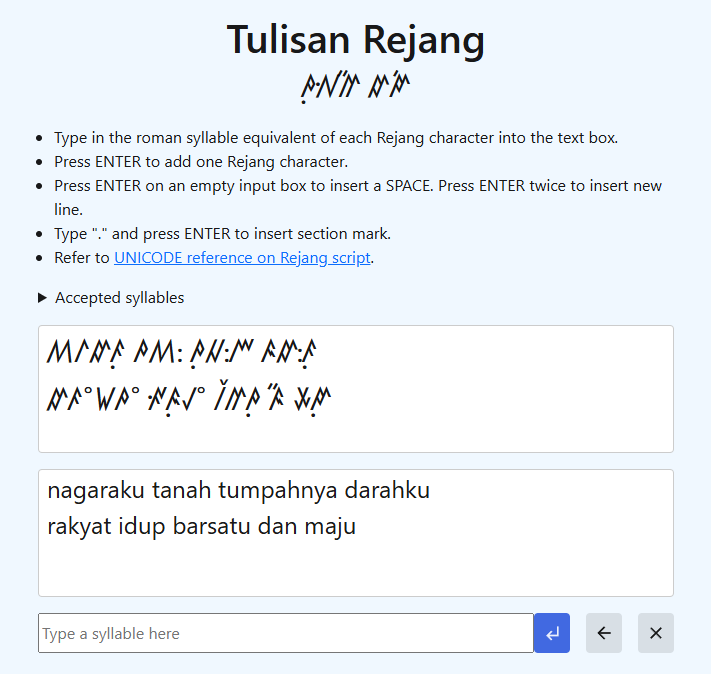 Tulisan Rejang
Type in the roman syllable equivalent of each Rejang character into the text box.
Press ENTER to add one Rejang character.
Press ENTER on an empty input box to insert a SPACE. Press ENTER twice to insert new
line.
Type "." and press ENTER to insert section mark.
Refer to UNICODE reference on Rejang script.
Accepted syllables
nagaraku tanah tumpahnya darahku
rakyat idup barsatu dan maju
Type a syllable here